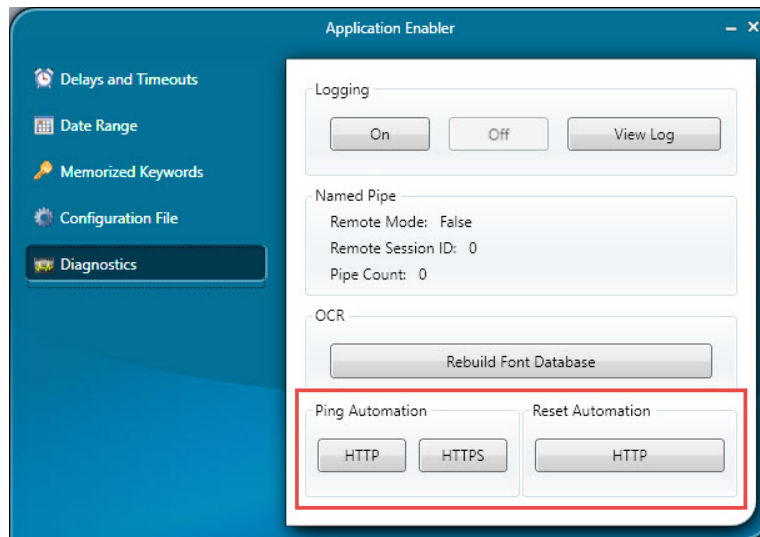 Application Enabler
Delays and Timeouts
Date Range
Memorized Keywords
Configuration File
Diagnostics
Logging
On Off View Log
Named Pipe
Remote Mode: False
Remote Session ID: 0
Pipe Count: 0
OCR
Rebuild Font Database
Ping Automation Reset Automation
HTTP HTTPS HTTP